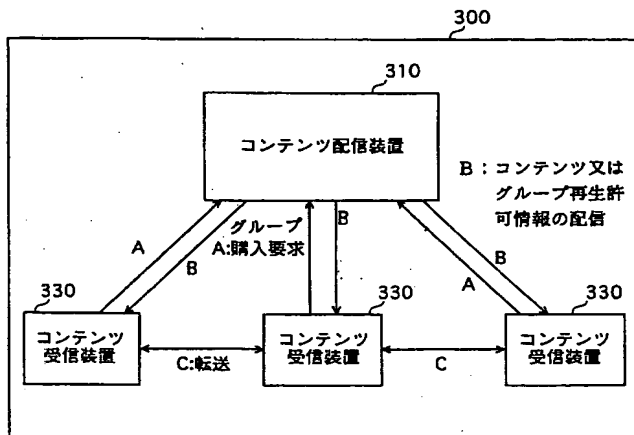 300
310
コンテンツ配信装置
B:コンテンツ又は
グループ再生許
可情報の配信
グループ
A:購入要求
A
B
B
B
A
330
330
330
コンテンツ
受信装置
コンテンツ
受信装置
コンテンツ
受信装置
C:転送
C